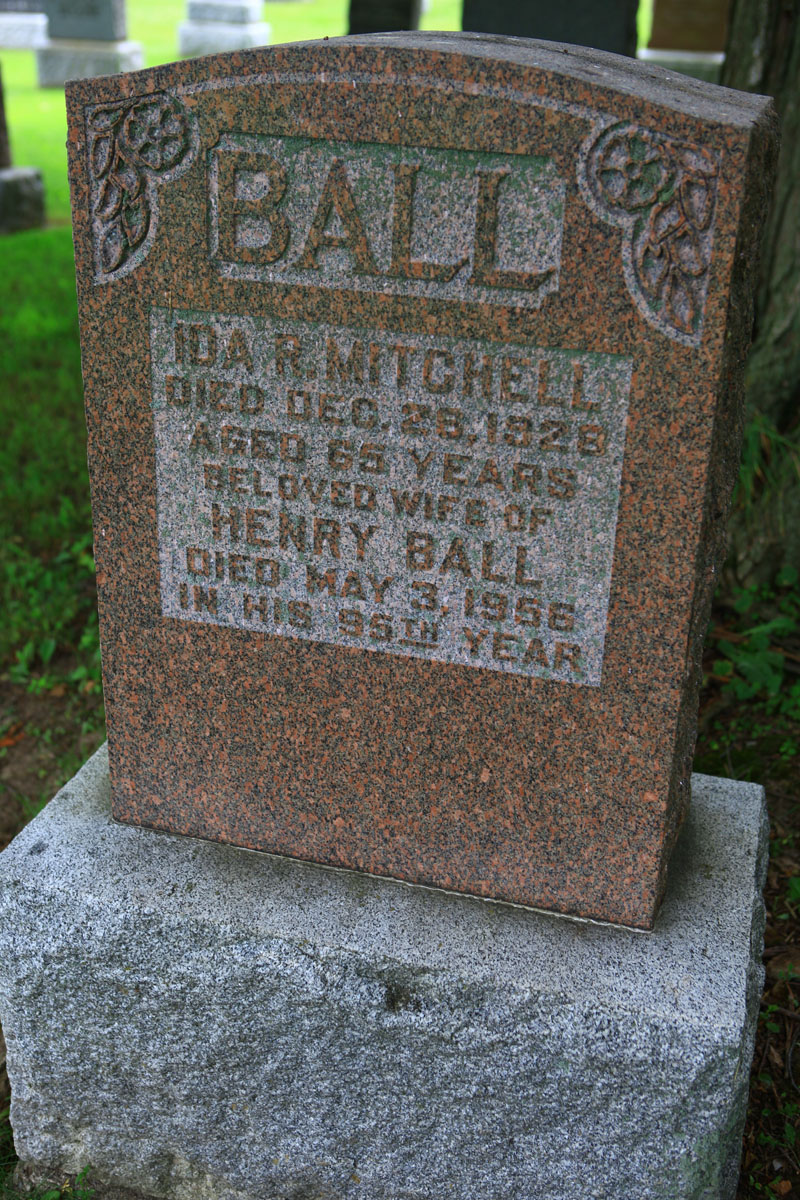 BALL
IDA R. MITCHELL
DIED DEC. 28, 1928
AGED 65 YEARS
BELOVED WIFE OF
HENRY BALL
DIED MAY 3, 1956
IN HIS 95TH YEAR